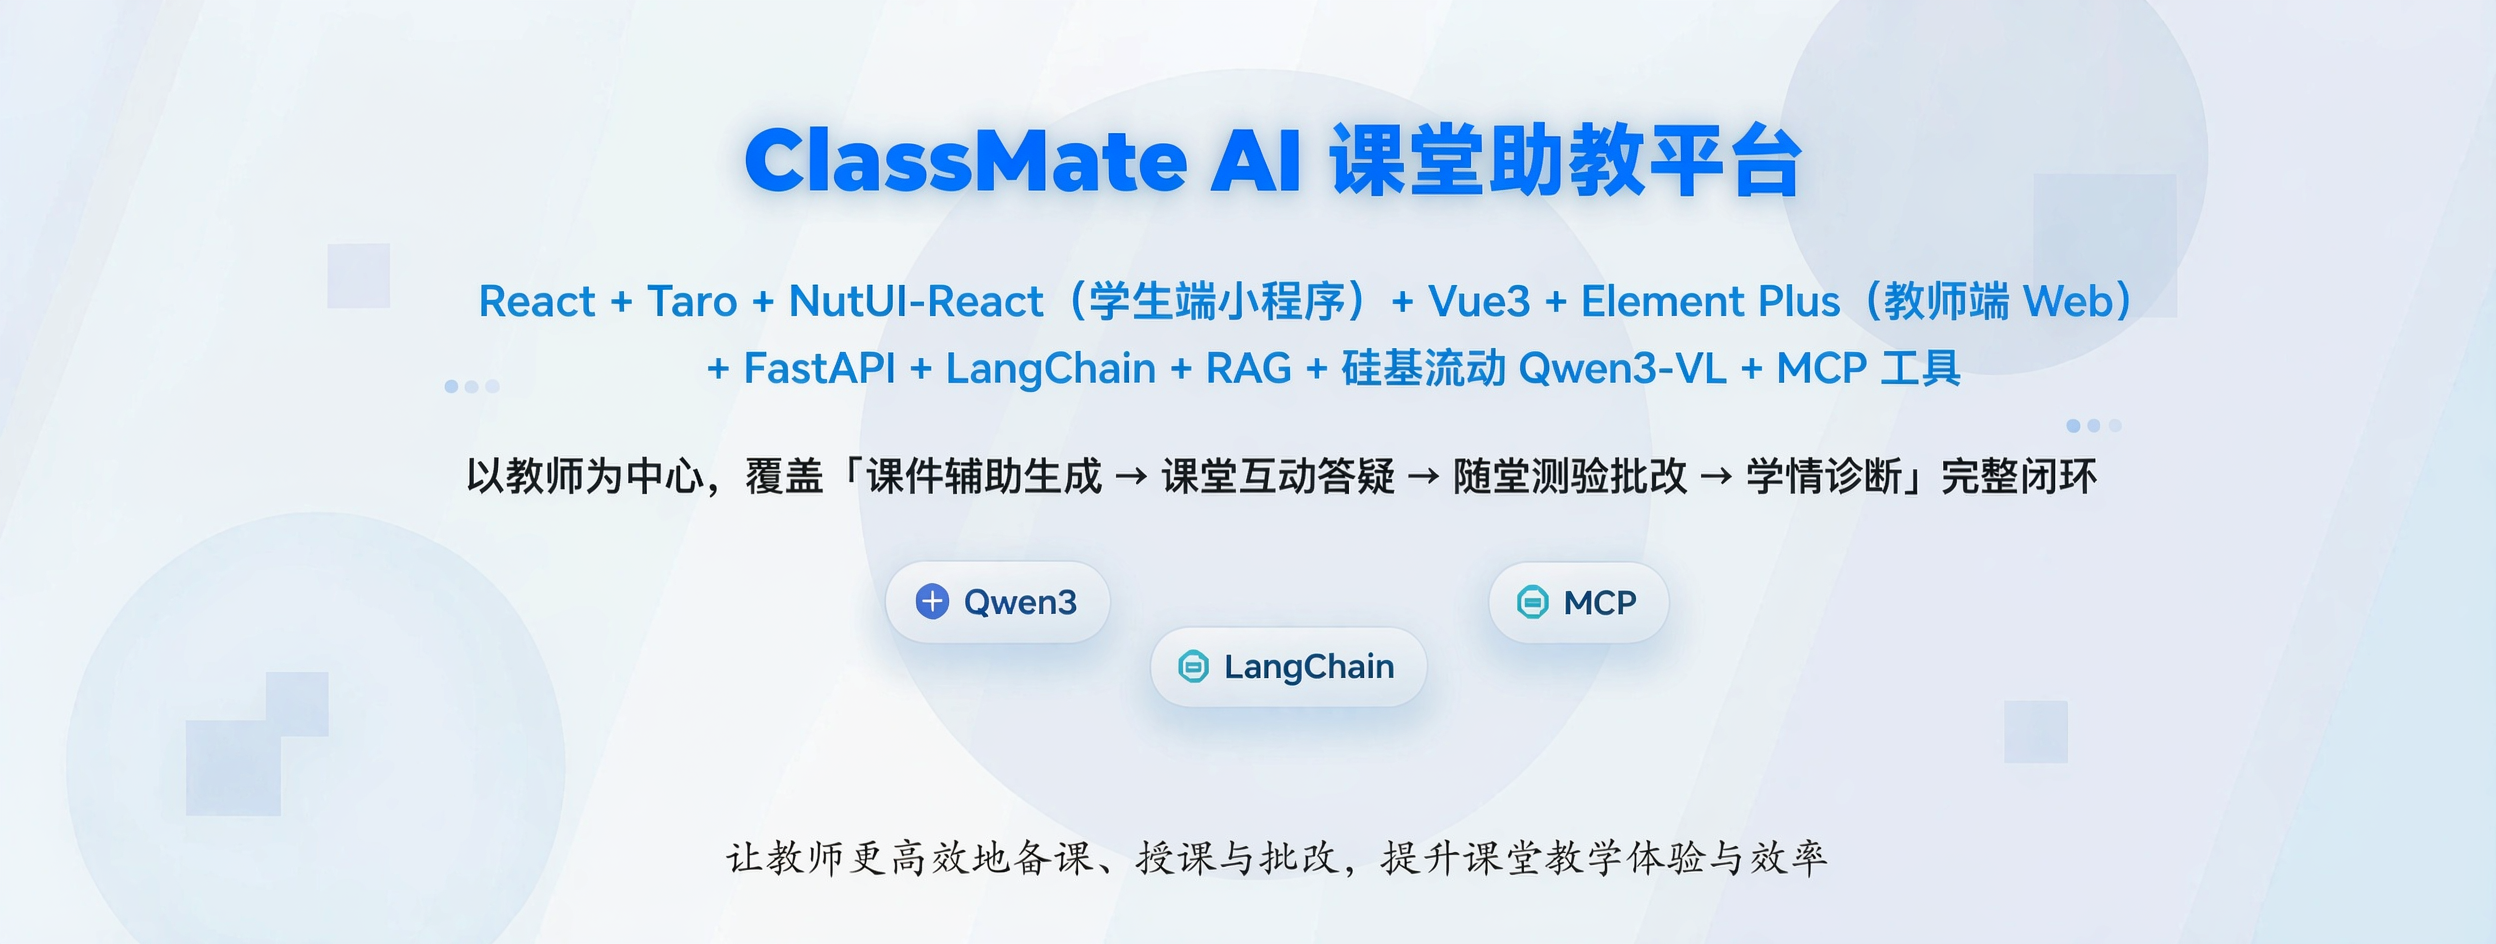 ClassMate AI 课堂助教平台
React + Taro + NutUI-React（学生端小程序）+ Vue3 + Element Plus（教师端 Web）
+ FastAPI + LangChain + RAG + 硅基流动 Qwen3-VL + MCP 工具
以教师为中心，覆盖「课件辅助生成 → 课堂互动答疑 → 随堂测验批改 → 学情诊断」完整闭环
Qwen3
MCP
LangChain
让教师更高效地备课、授课与批改，提升课堂教学体验与效率